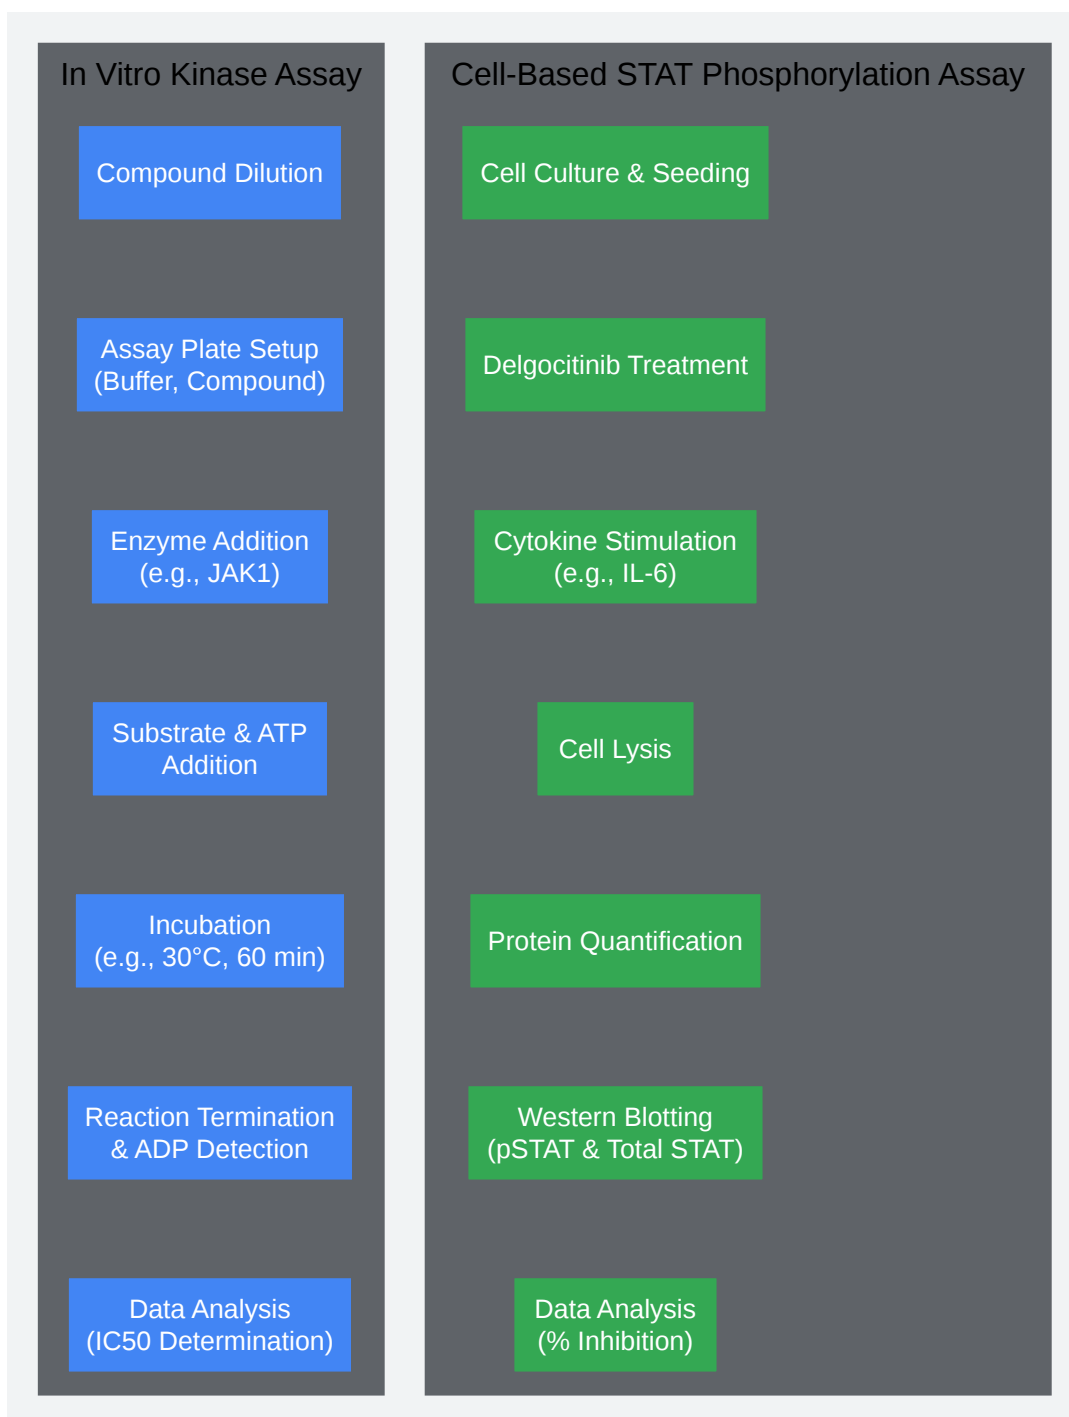 In Vitro Kinase Assay
Compound Dilution
Assay Plate Setup
(Buffer, Compound)
Enzyme Addition
(e.g., JAK1)
Substrate & ATP
Addition
Incubation
(e.g., 30°C, 60 min)
Reaction Termination
& ADP Detection
Data Analysis
(IC50 Determination)
Cell-Based STAT Phosphorylation Assay
Cell Culture & Seeding
Delgocitinib Treatment
Cytokine Stimulation
(e.g., IL-6)
Cell Lysis
Protein Quantification
Western Blotting
(pSTAT & Total STAT)
Data Analysis
(% Inhibition)